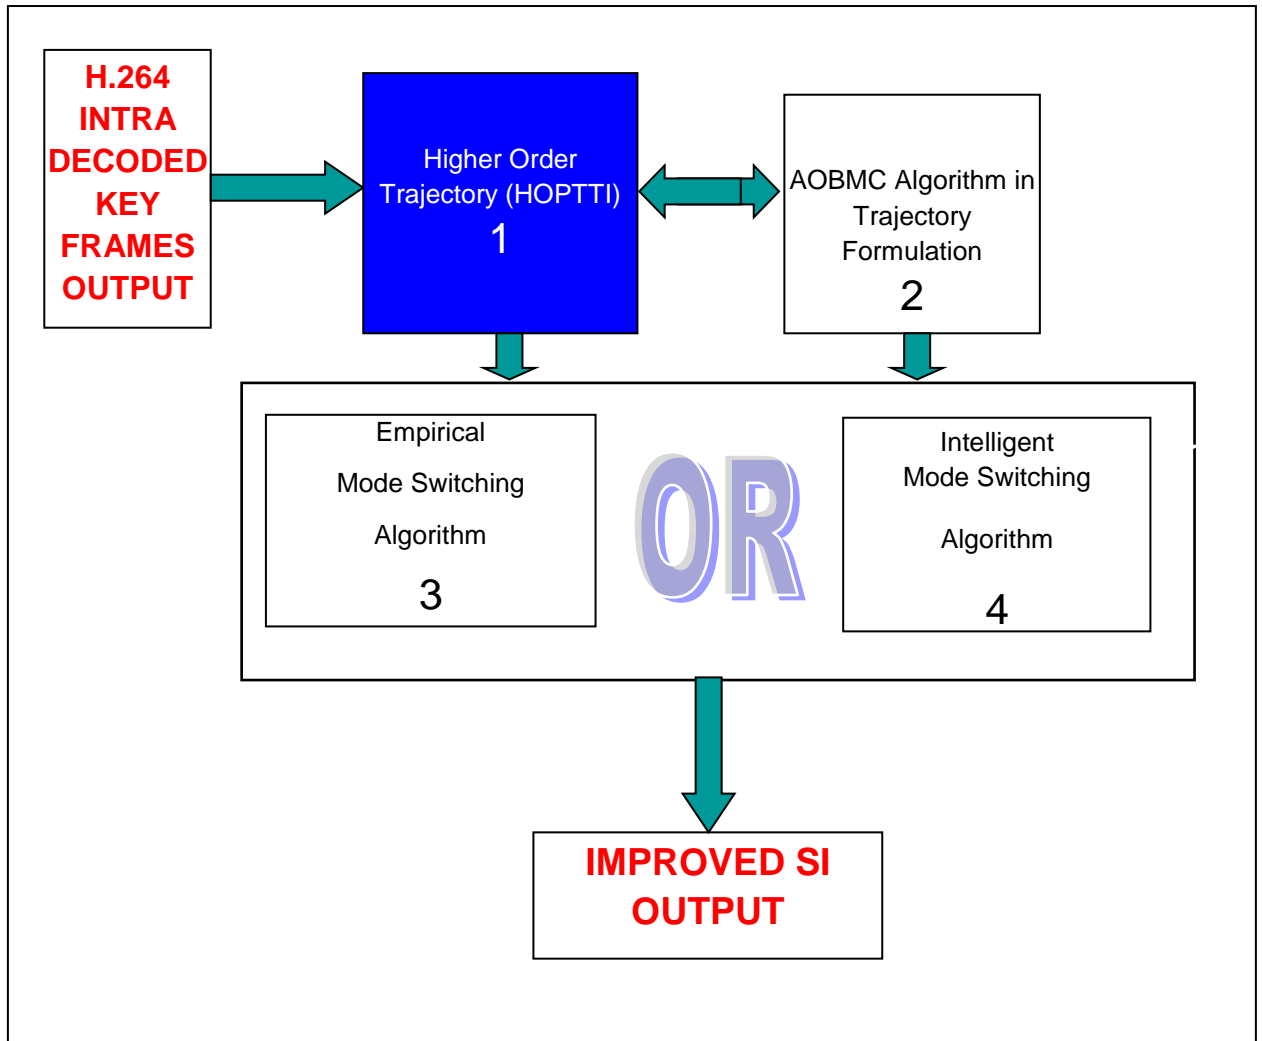 H.264
INTRA
DECODED
KEY
FRAMES
OUTPUT
Higher Order
Trajectory (HOPTTI)
1
AOBMC Algorithm in
Trajectory
Formulation
2
Empirical
Mode Switching
Algorithm
3
OR
Intelligent
Mode Switching
Algorithm
4
IMPROVED SI
OUTPUT